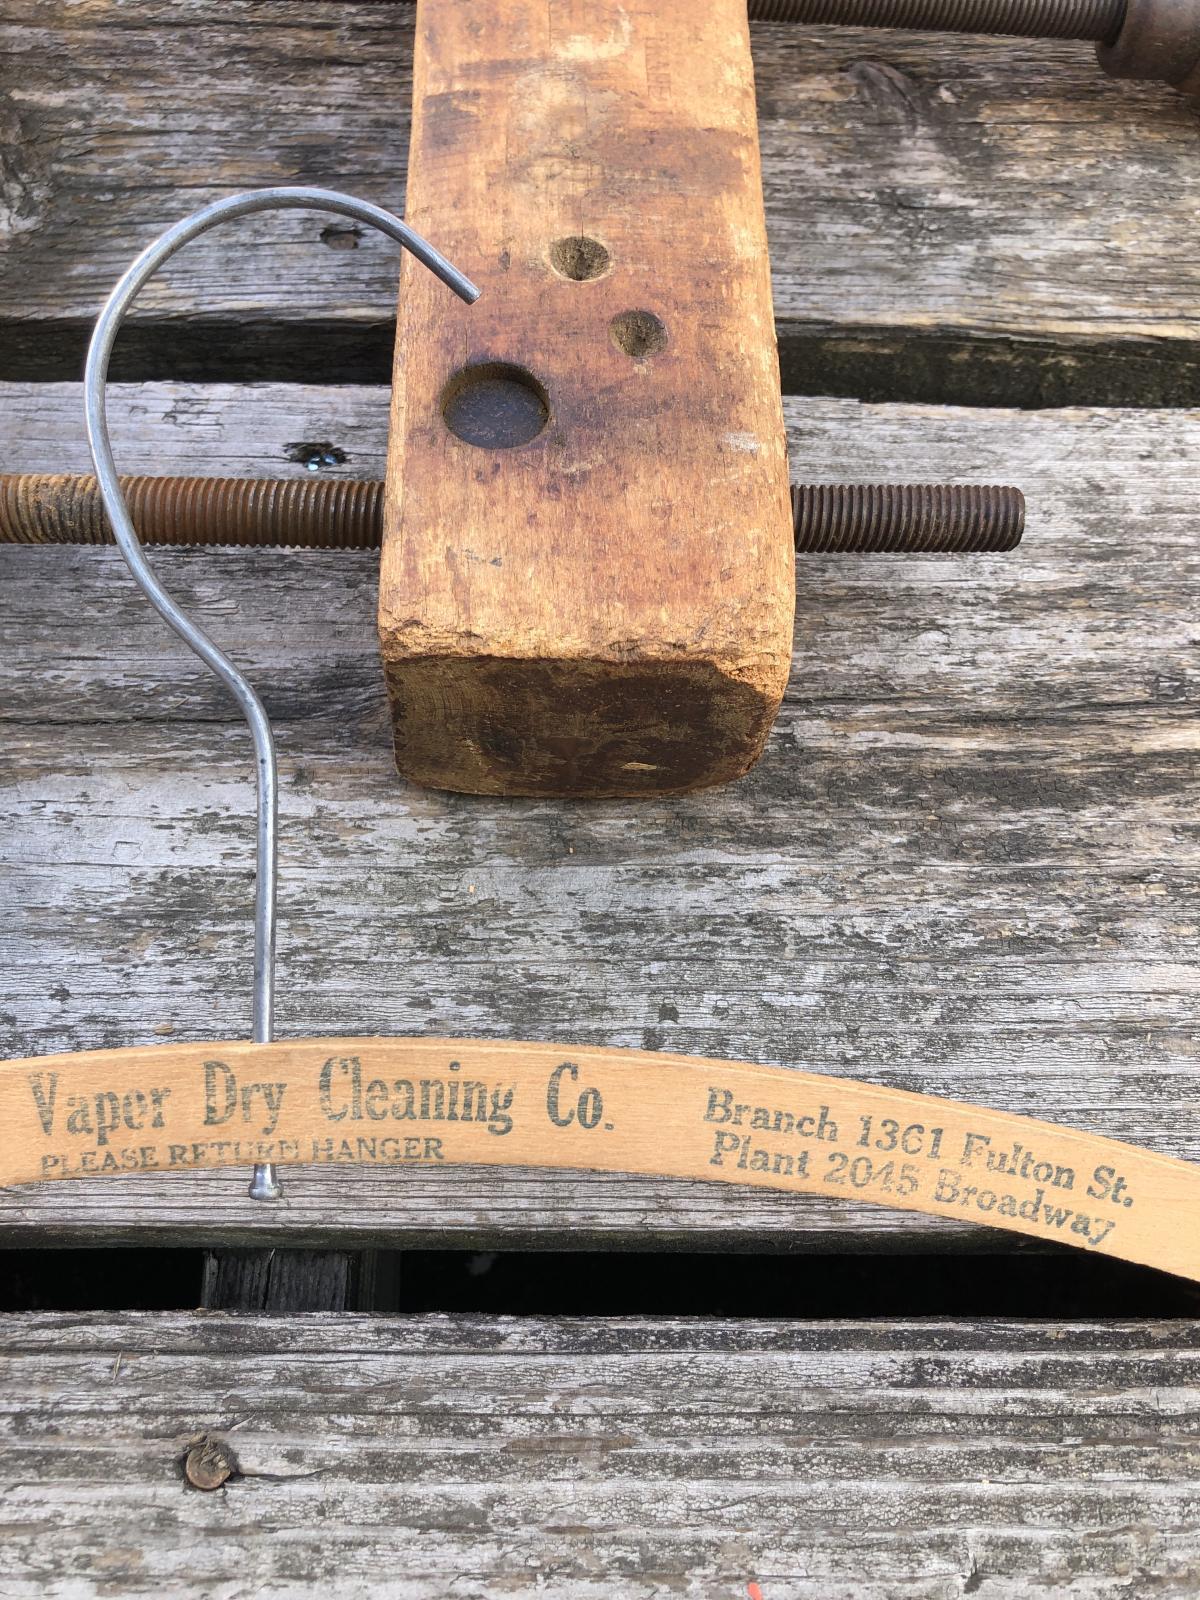 Vaper Dry Cleaning Co.
PLEASE RETURN HANGER
Branch 1361 Fulton St.
Plant 2045 Broadway